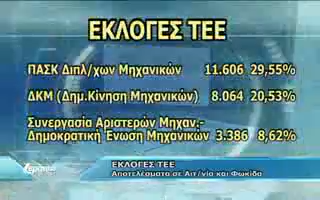 ΕΚΛΟΓΕΣ ΤΕΕ
ΠΑΣΚ Διπλ/χων Μηχανικών 11.606 29,55%
ΔΚΜ (Δημ.Κίνηση Μηχανικών) 8.064 20,53%
Συνεργασία Αριστερών Μηχαν.-
Δημοκρατική Ένωση Μηχανικών 3.386 8,62%
ΕΚΛΟΓΕΣ ΤΕΕ
Αποτελέσματα σε Αιτ/νία και Φωκίδα